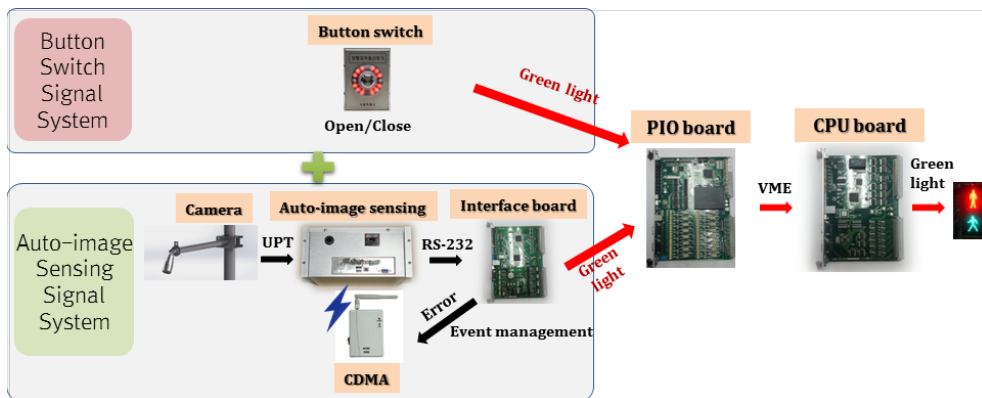 Button
Switch
Signal
System
Button switch
Open/Close
Green light
PIO board
CPU board
VME
Green
light
Auto-image
Sensing
Signal
System
Camera
UPT
Auto-image sensing
RS-232
Interface board
Green
light
Error
Event management
CDMA